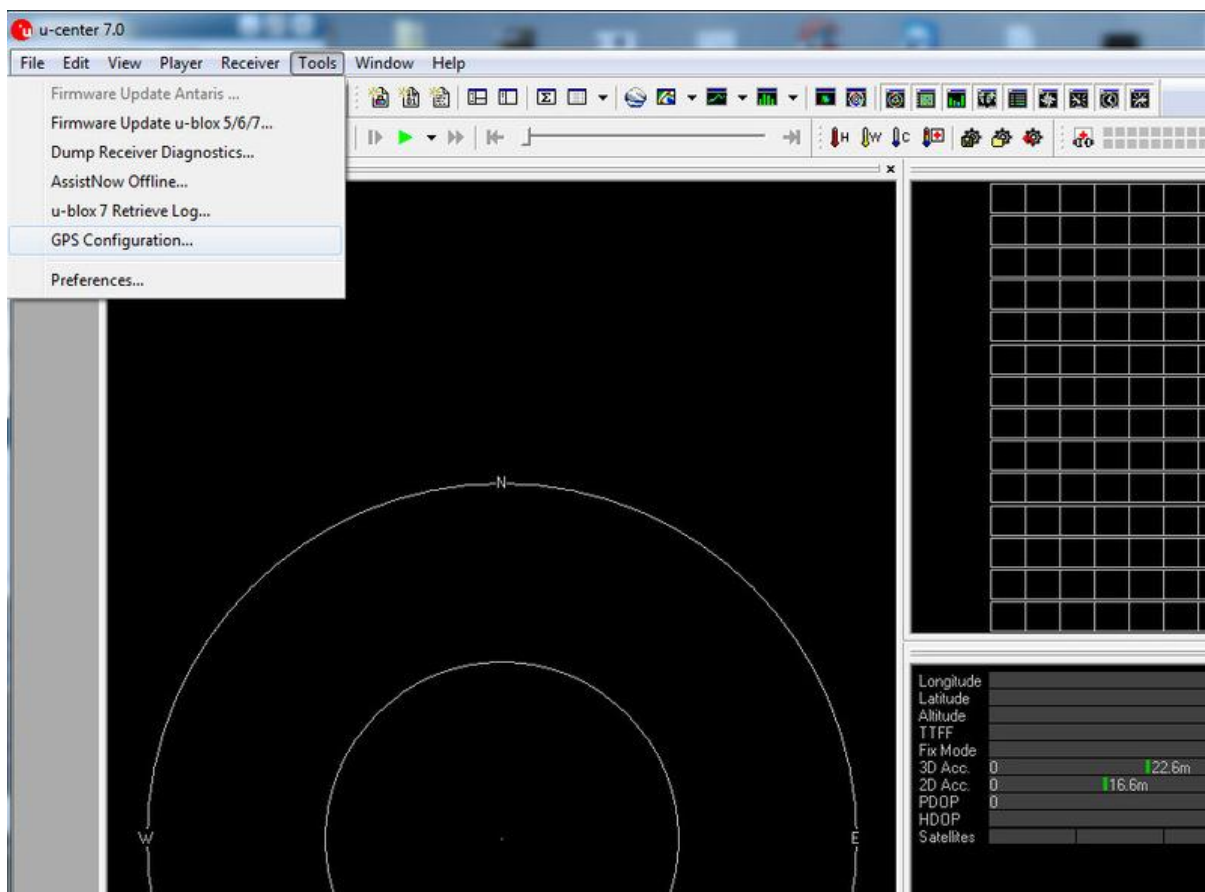 u-center 7.0
File Edit View Player Receiver Tools Window Help
Firmware Update Antaris ...
Firmware Update u-blox 5/6/7...
Dump Receiver Diagnostics...
AssistNow Offline...
u-blox 7 Retrieve Log...
GPS Configuration...
Preferences...
H W C
N
W E
Longitude
Latitude
Altitude
TTFF
Fix Mode
3D Acc. 0 22.6m
2D Acc. 0 16.6m
PDOP 0
HDOP
Satellites